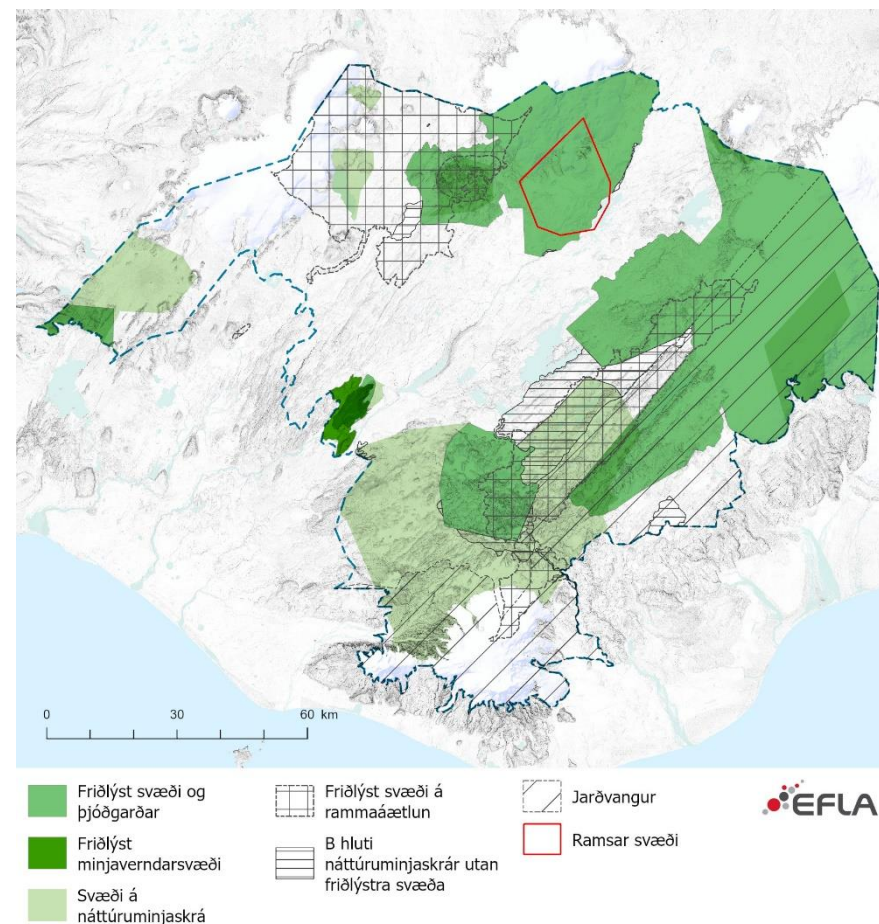 0 30 60 km
Friðlýst svæði og
þjóðgarðar
Friðlýst
minjaverndarsvæði
Svæði á
náttúruminjaskrá
Friðlýst svæði á
rammaáætlun
B hluti
náttúruminjaskrár utan
friðlýstra svæða
Jarðvangur
Ramsar svæði
EFLA